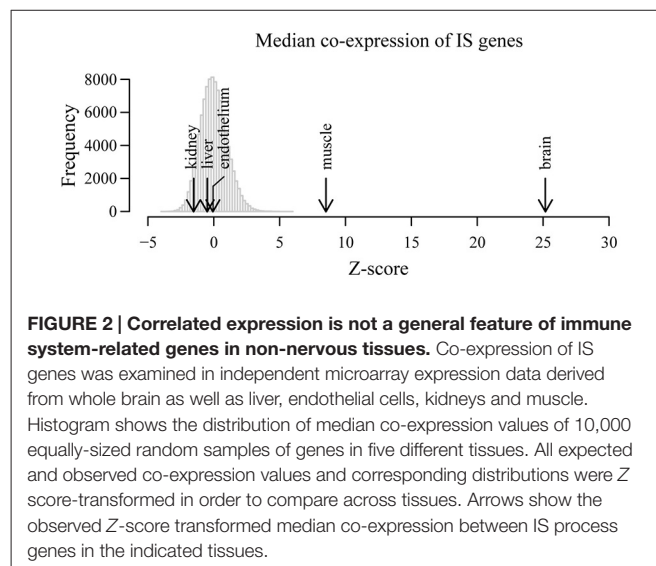 Median co-expression of IS genes
Frequency
8000
6000
4000
2000
0
kidney
liver
endothelium
muscle
brain
−5 0 5 10 15 20 25 30
Z-score
FIGURE 2 | Correlated expression is not a general feature of immune
system-related genes in non-nervous tissues. Co-expression of IS
genes was examined in independent microarray expression data derived
from whole brain as well as liver, endothelial cells, kidneys and muscle.
Histogram shows the distribution of median co-expression values of 10,000
equally-sized random samples of genes in five different tissues. All expected
and observed co-expression values and corresponding distributions were Z
score-transformed in order to compare across tissues. Arrows show the
observed Z-score transformed median co-expression between IS process
genes in the indicated tissues.